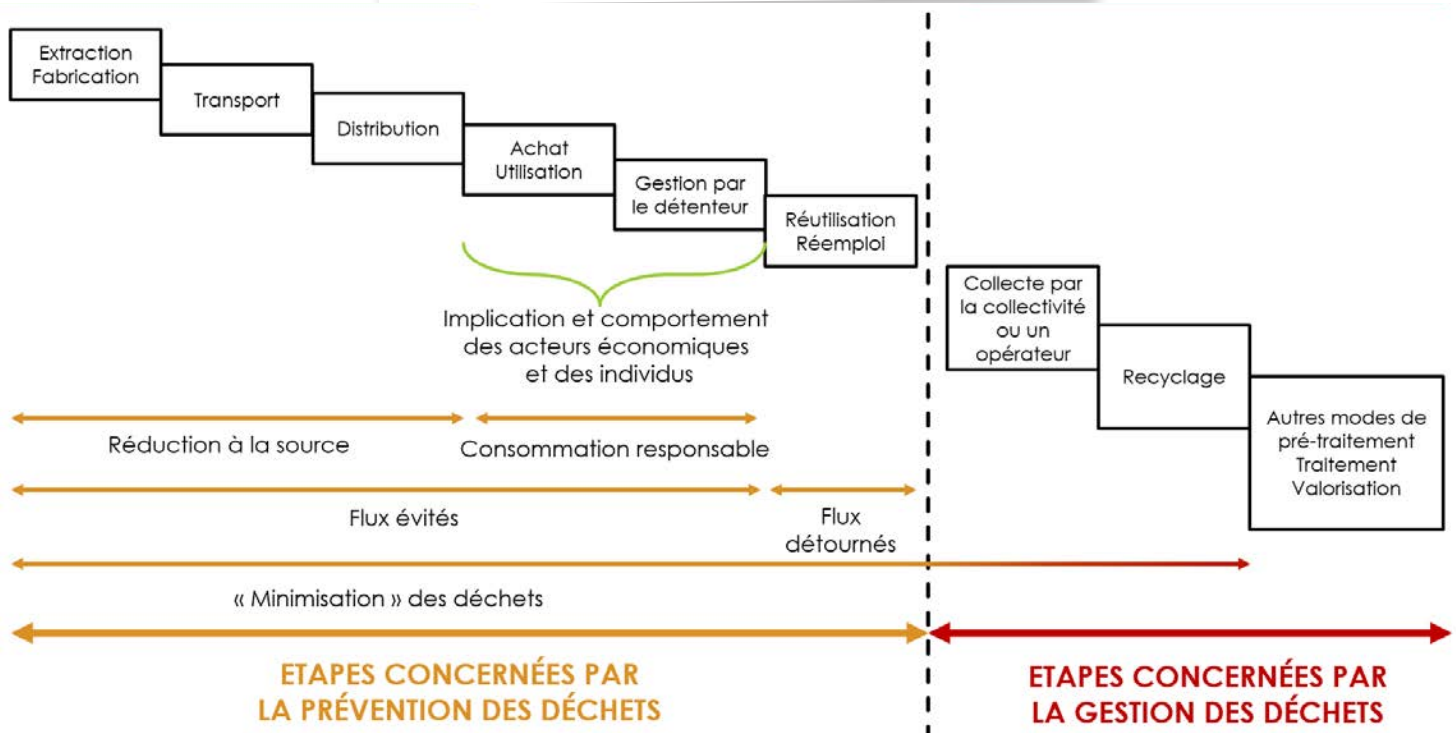 Extraction
Fabrication
Transport
Distribution
Achat
Utilisation
Gestion par
le détenteur
Réutilisation
Réemploi
Collecte par
la collectivité
ou un
opérateur
Recyclage
Autres modes de
pré-traitement
Traitement
Valorisation
Implication et comportement
des acteurs économiques
et des individus
Réduction à la source
Consommation responsable
Flux évités
Flux
détournés
« Minimisation » des déchets
ETAPES CONCERNÉES PAR
LA PRÉVENTION DES DÉCHETS
ETAPES CONCERNÉES PAR
LA GESTION DES DÉCHETS